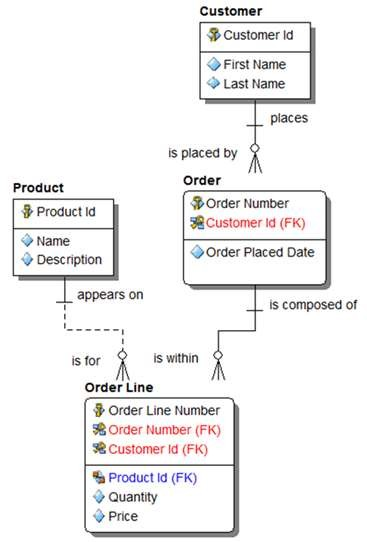 Customer
Customer Id
First Name
Last Name
places
is placed by
Order
Order Number
Customer Id (FK)
Order Placed Date
Product
Product Id
Name
Description
appears on
is composed of
is for
is within
Order Line
Order Line Number
Order Number (FK)
Customer Id (FK)
Product Id (FK)
Quantity
Price